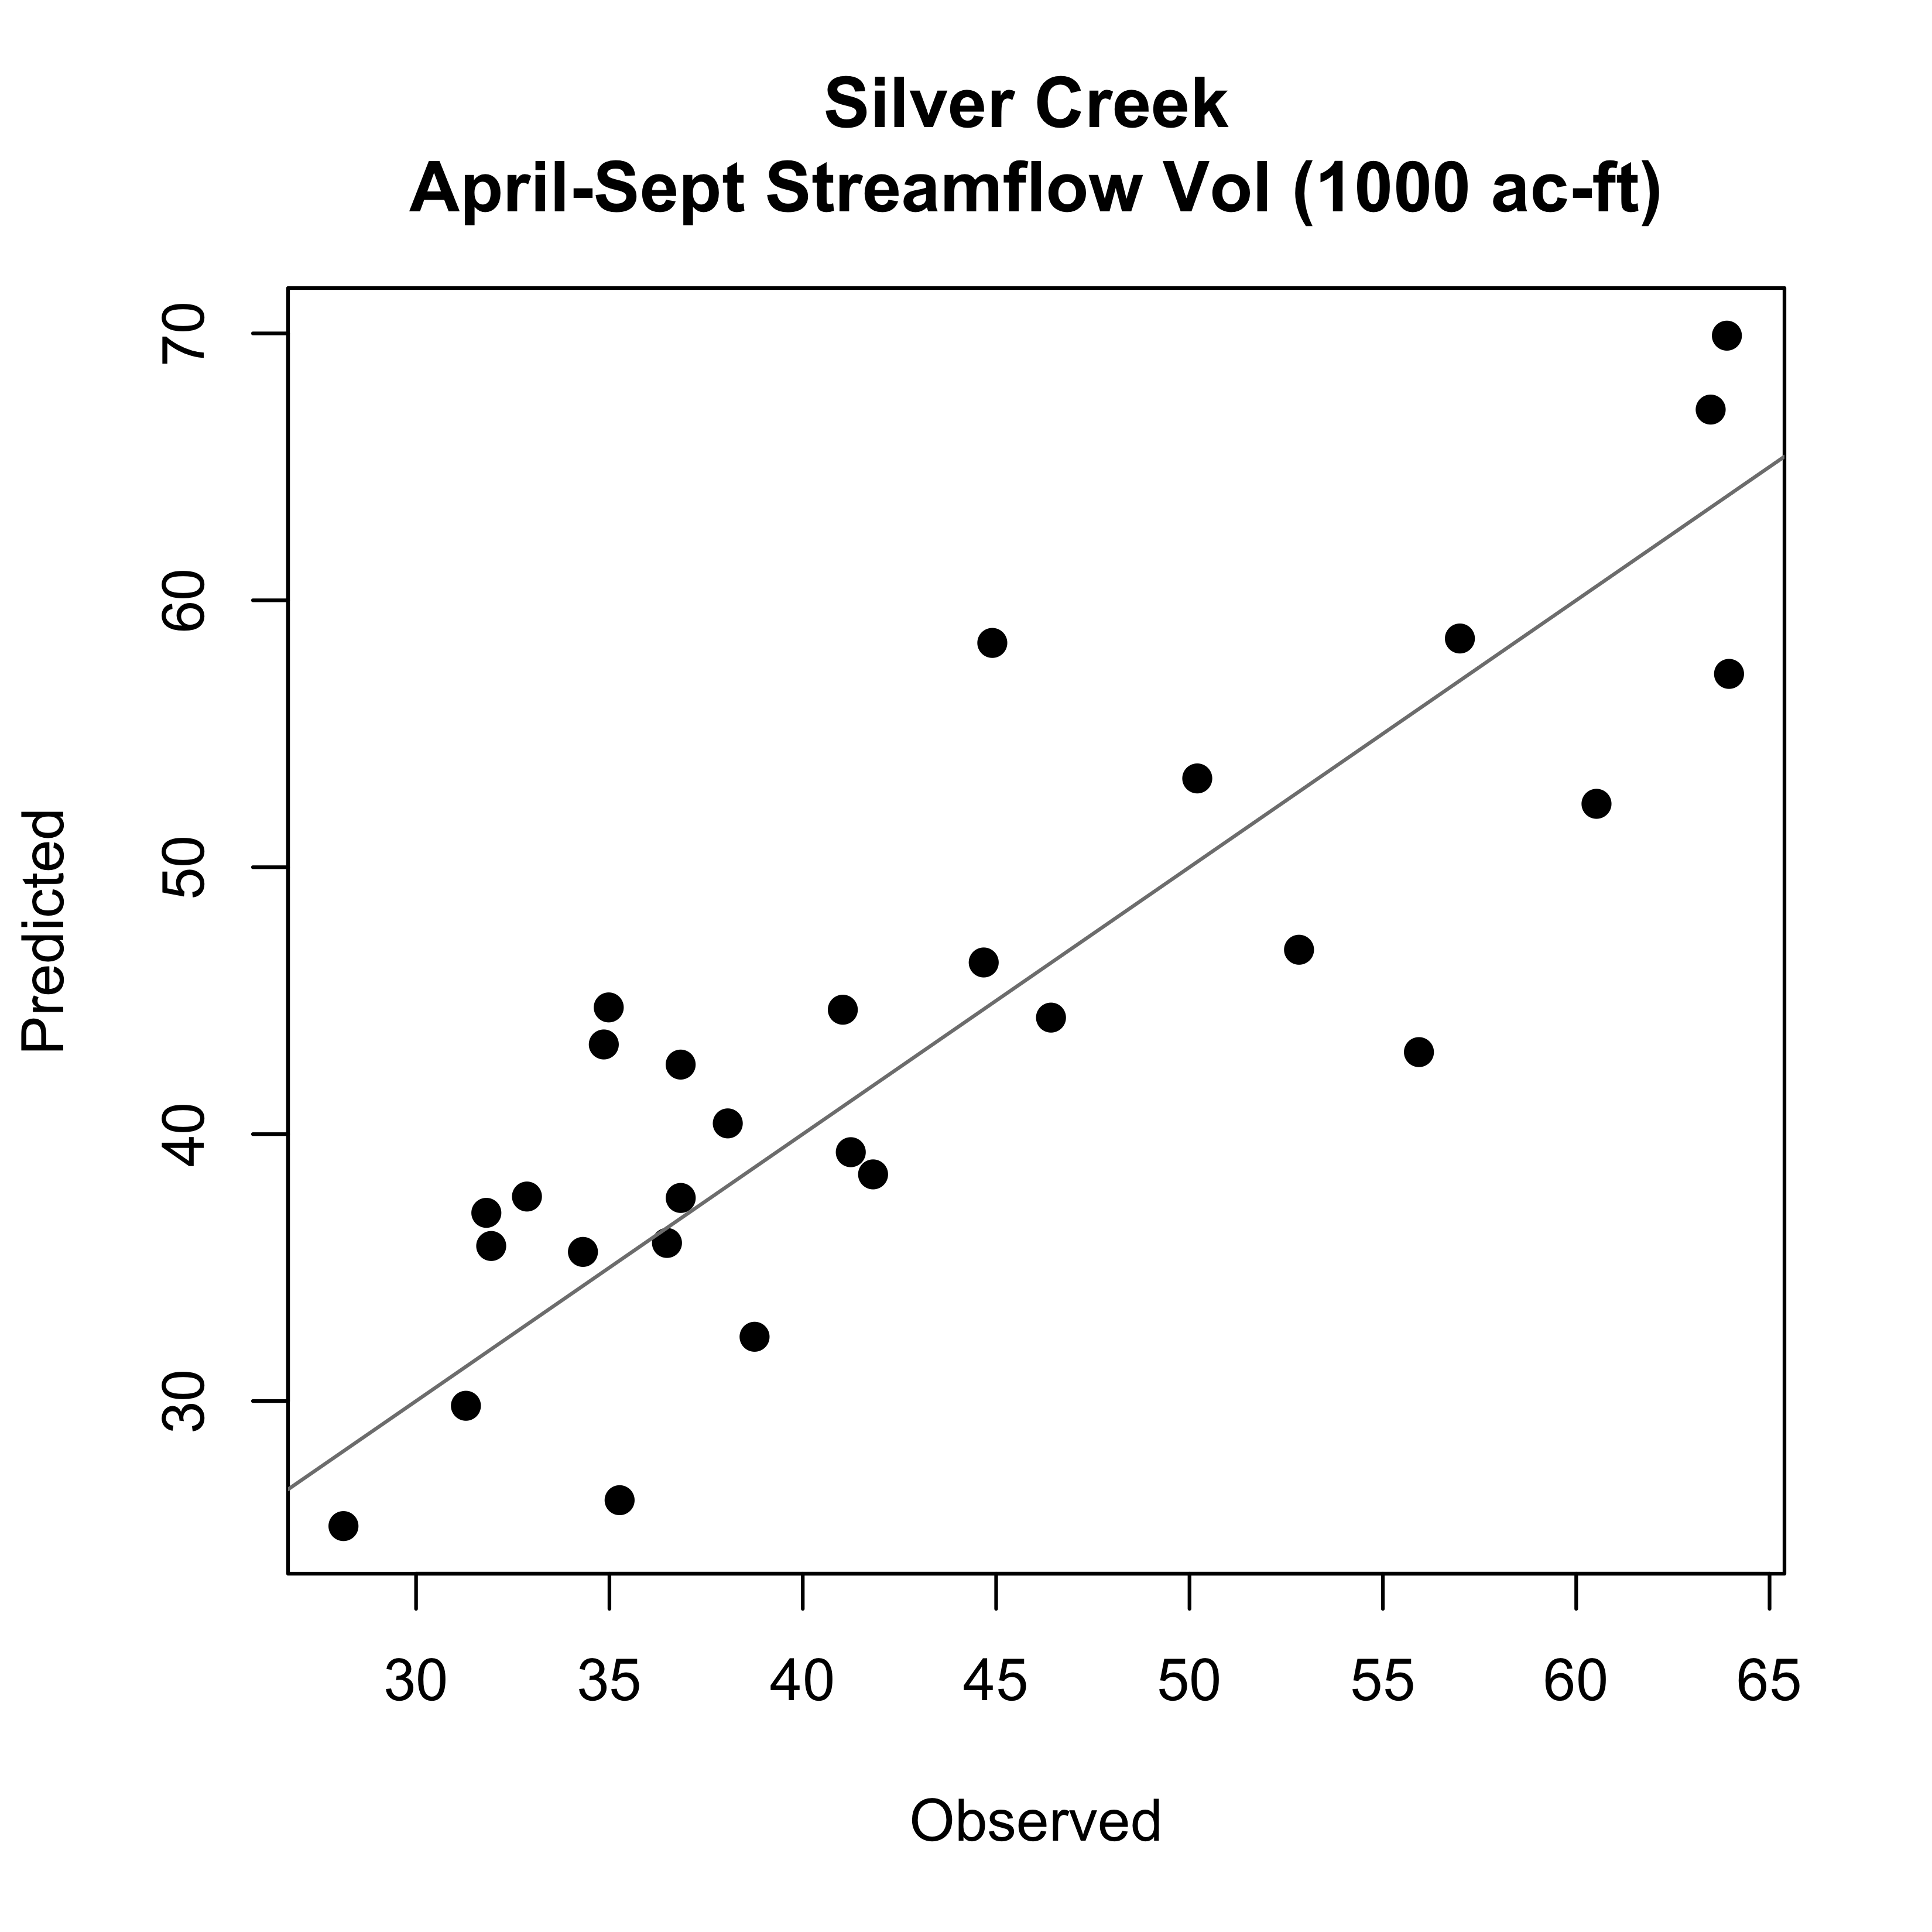 Silver Creek
April-Sept Streamflow Vol (1000 ac-ft)
70
60
50
40
30
Predicted
30 35 40 45 50 55 60 65
Observed